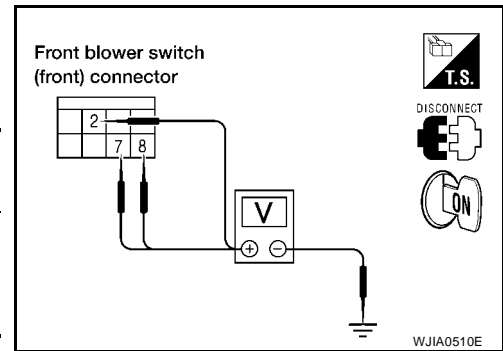 Front blower switch
(front) connector
T.S.
DISCONNECT
2
7 8
ON
V
+ −
WJIA0510E